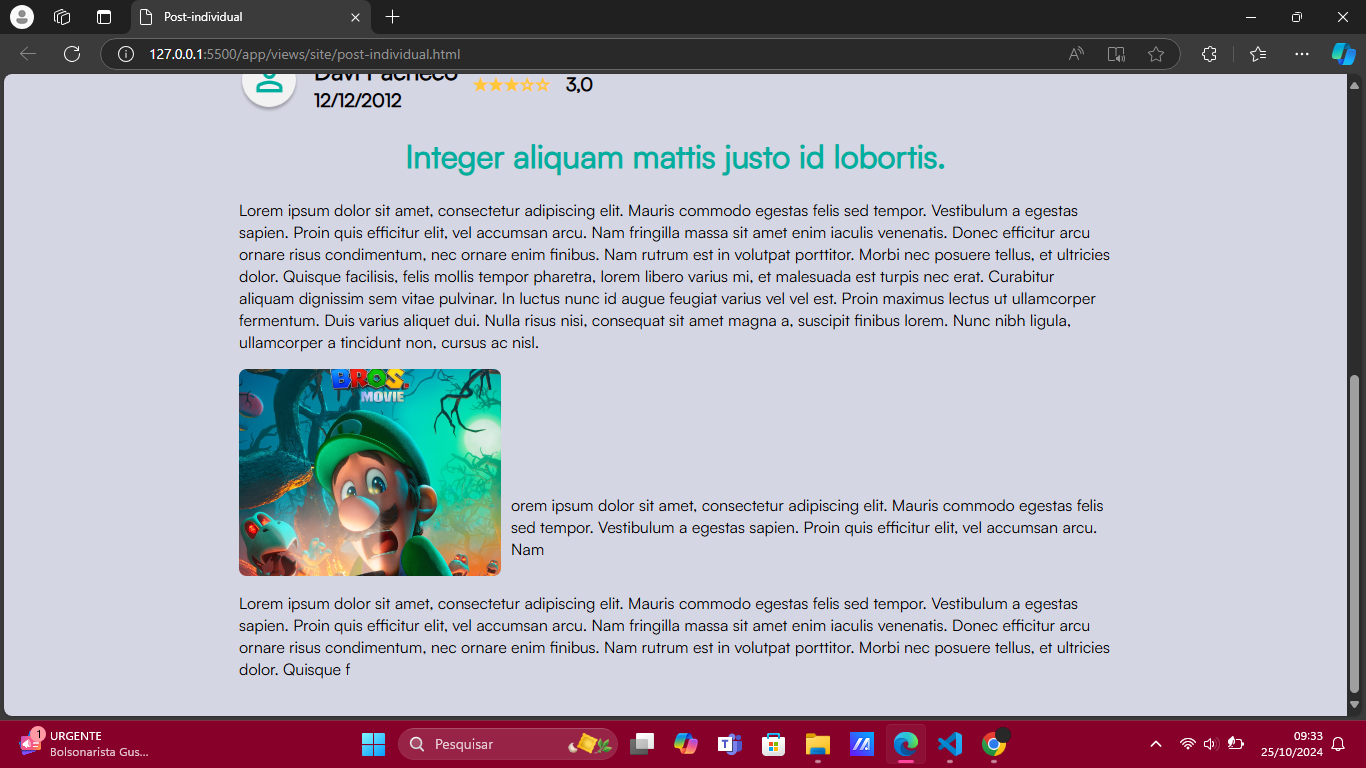 Post-individual
127.0.0.1:5500/app/views/site/post-individual.html
Davi Pacheco
3,0
12/12/2012
Integer aliquam mattis justo id lobortis.
Lorem ipsum dolor sit amet, consectetur adipiscing elit. Mauris commodo egestas felis sed tempor. Vestibulum a egestas
sapien. Proin quis efficitur elit, vel accumsan arcu. Nam fringilla massa sit amet enim iaculis venenatis. Donec efficitur arcu
ornare risus condimentum, nec ornare enim finibus. Nam rutrum est in volutpat porttitor. Morbi nec posuere tellus, et ultricies
dolor. Quisque facilisis, felis mollis tempor pharetra, lorem libero varius mi, et malesuada est turpis nec erat. Curabitur
aliquam dignissim sem vitae pulvinar. In luctus nunc id augue feugiat varius vel vel est. Proin maximus lectus ut ullamcorper
fermentum. Duis varius aliquet dui. Nulla risus nisi, consequat sit amet magna a, suscipit finibus lorem. Nunc nibh ligula,
ullamcorper a tincidunt non, cursus ac nisl.
BROS.
MOVIE
orem ipsum dolor sit amet, consectetur adipiscing elit. Mauris commodo egestas felis
sed tempor. Vestibulum a egestas sapien. Proin quis efficitur elit, vel accumsan arcu.
Nam
Lorem ipsum dolor sit amet, consectetur adipiscing elit. Mauris commodo egestas felis sed tempor. Vestibulum a egestas
sapien. Proin quis efficitur elit, vel accumsan arcu. Nam fringilla massa sit amet enim iaculis venenatis. Donec efficitur arcu
ornare risus condimentum, nec ornare enim finibus. Nam rutrum est in volutpat porttitor. Morbi nec posuere tellus, et ultricies
dolor. Quisque f
1
URGENTE
Bolsonarista Gus...
Pesquisar
09:33
25/10/2024